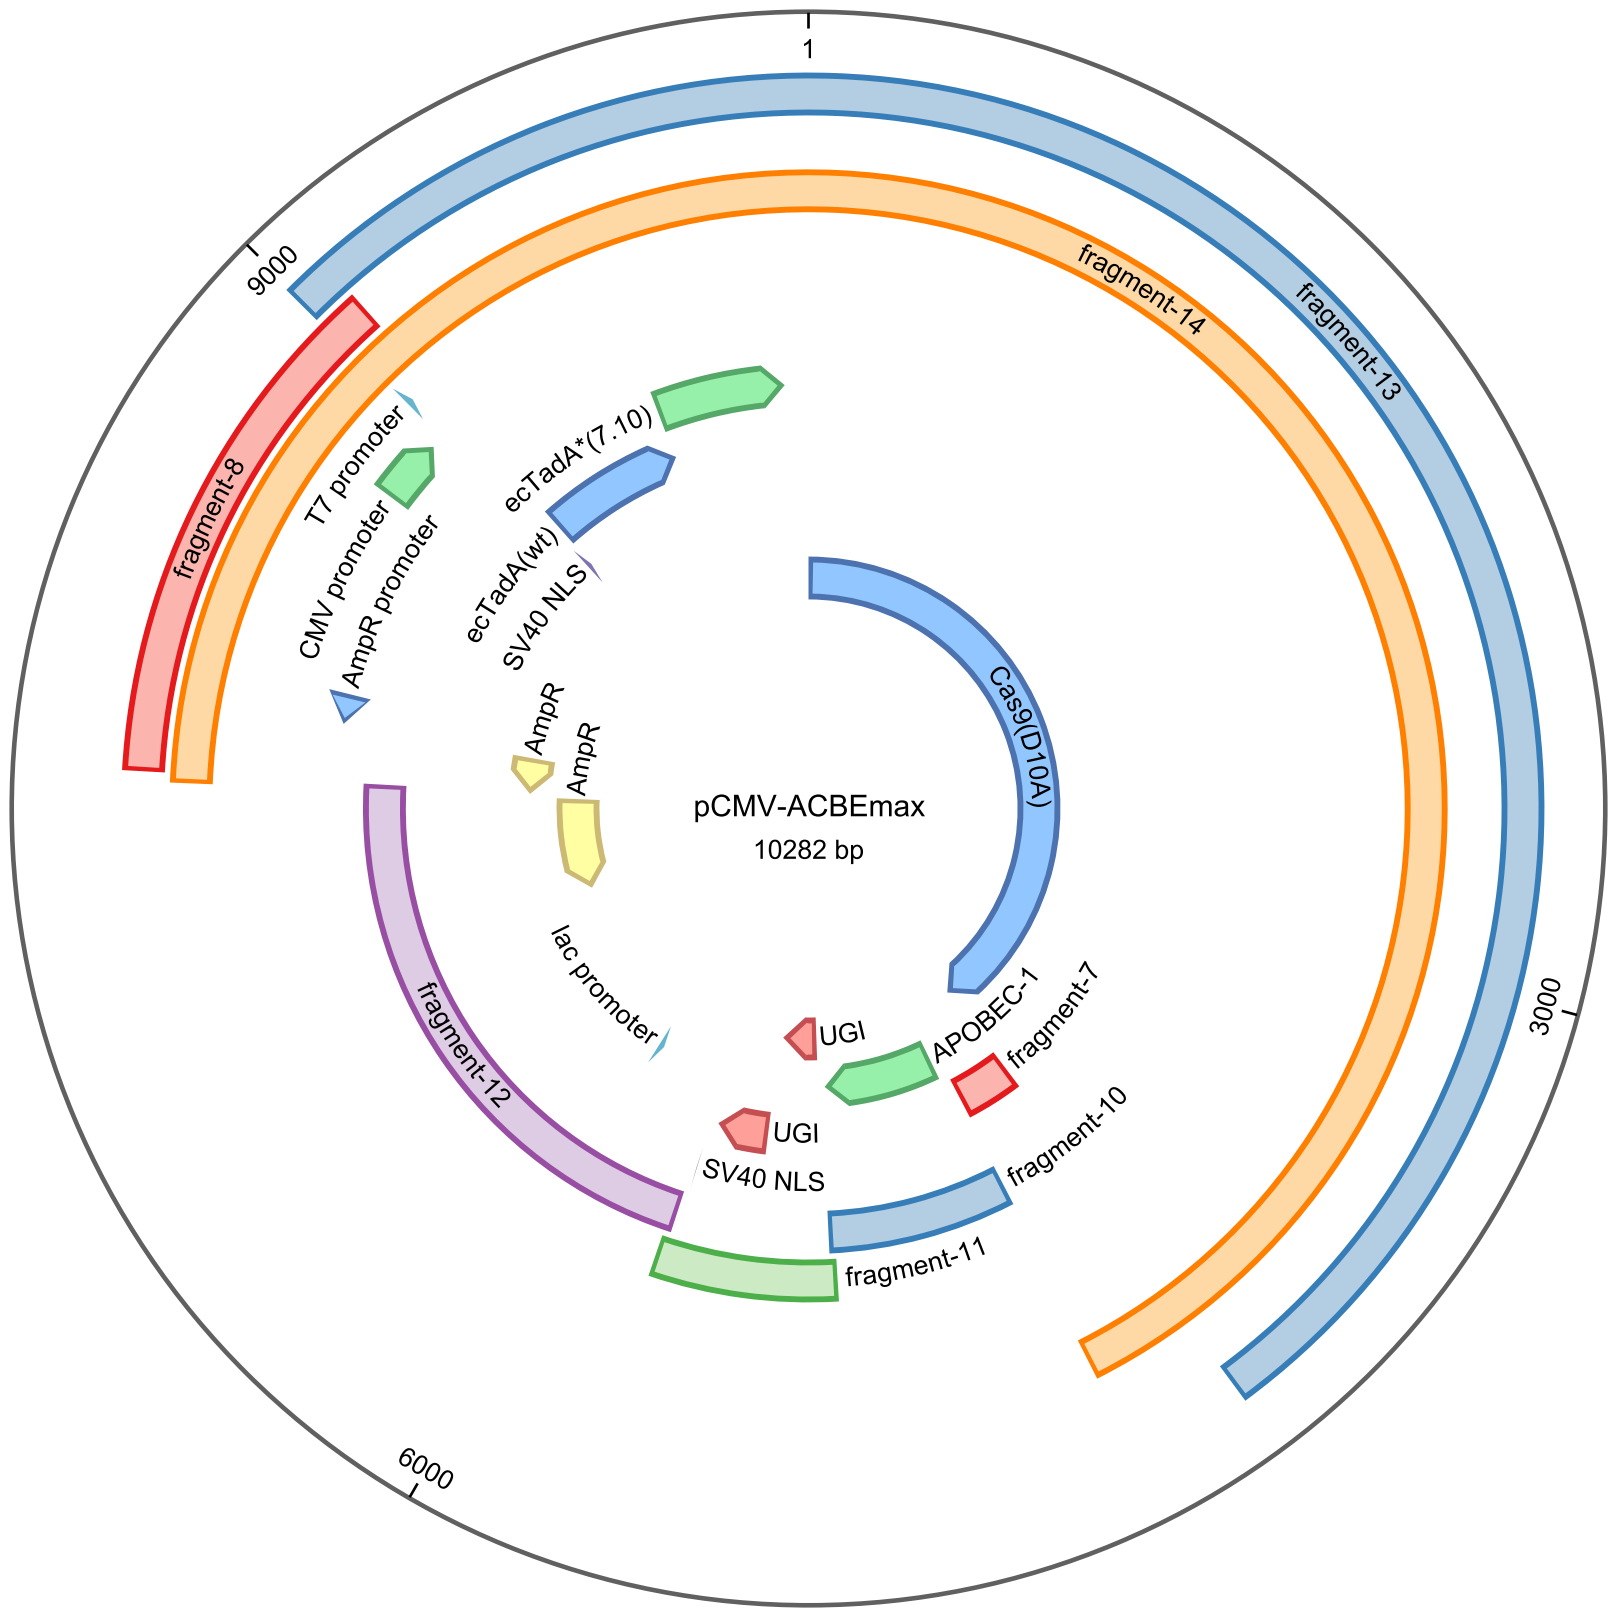 1
9000
fragment-14
fragment-13
fragment-8
T7 promoter
ecTadA*(7.10)
CMV promoter
AmpR promoter
ecTadA(wt)
SV40 NLS
AmpR
AmpR
Cas9(D10A)
pCMV-ACBEmax
10282 bp
lac promoter
fragment-12
UGI
APOBEC-1
fragment-7
3000
UGI
SV40 NLS
fragment-10
fragment-11
6000